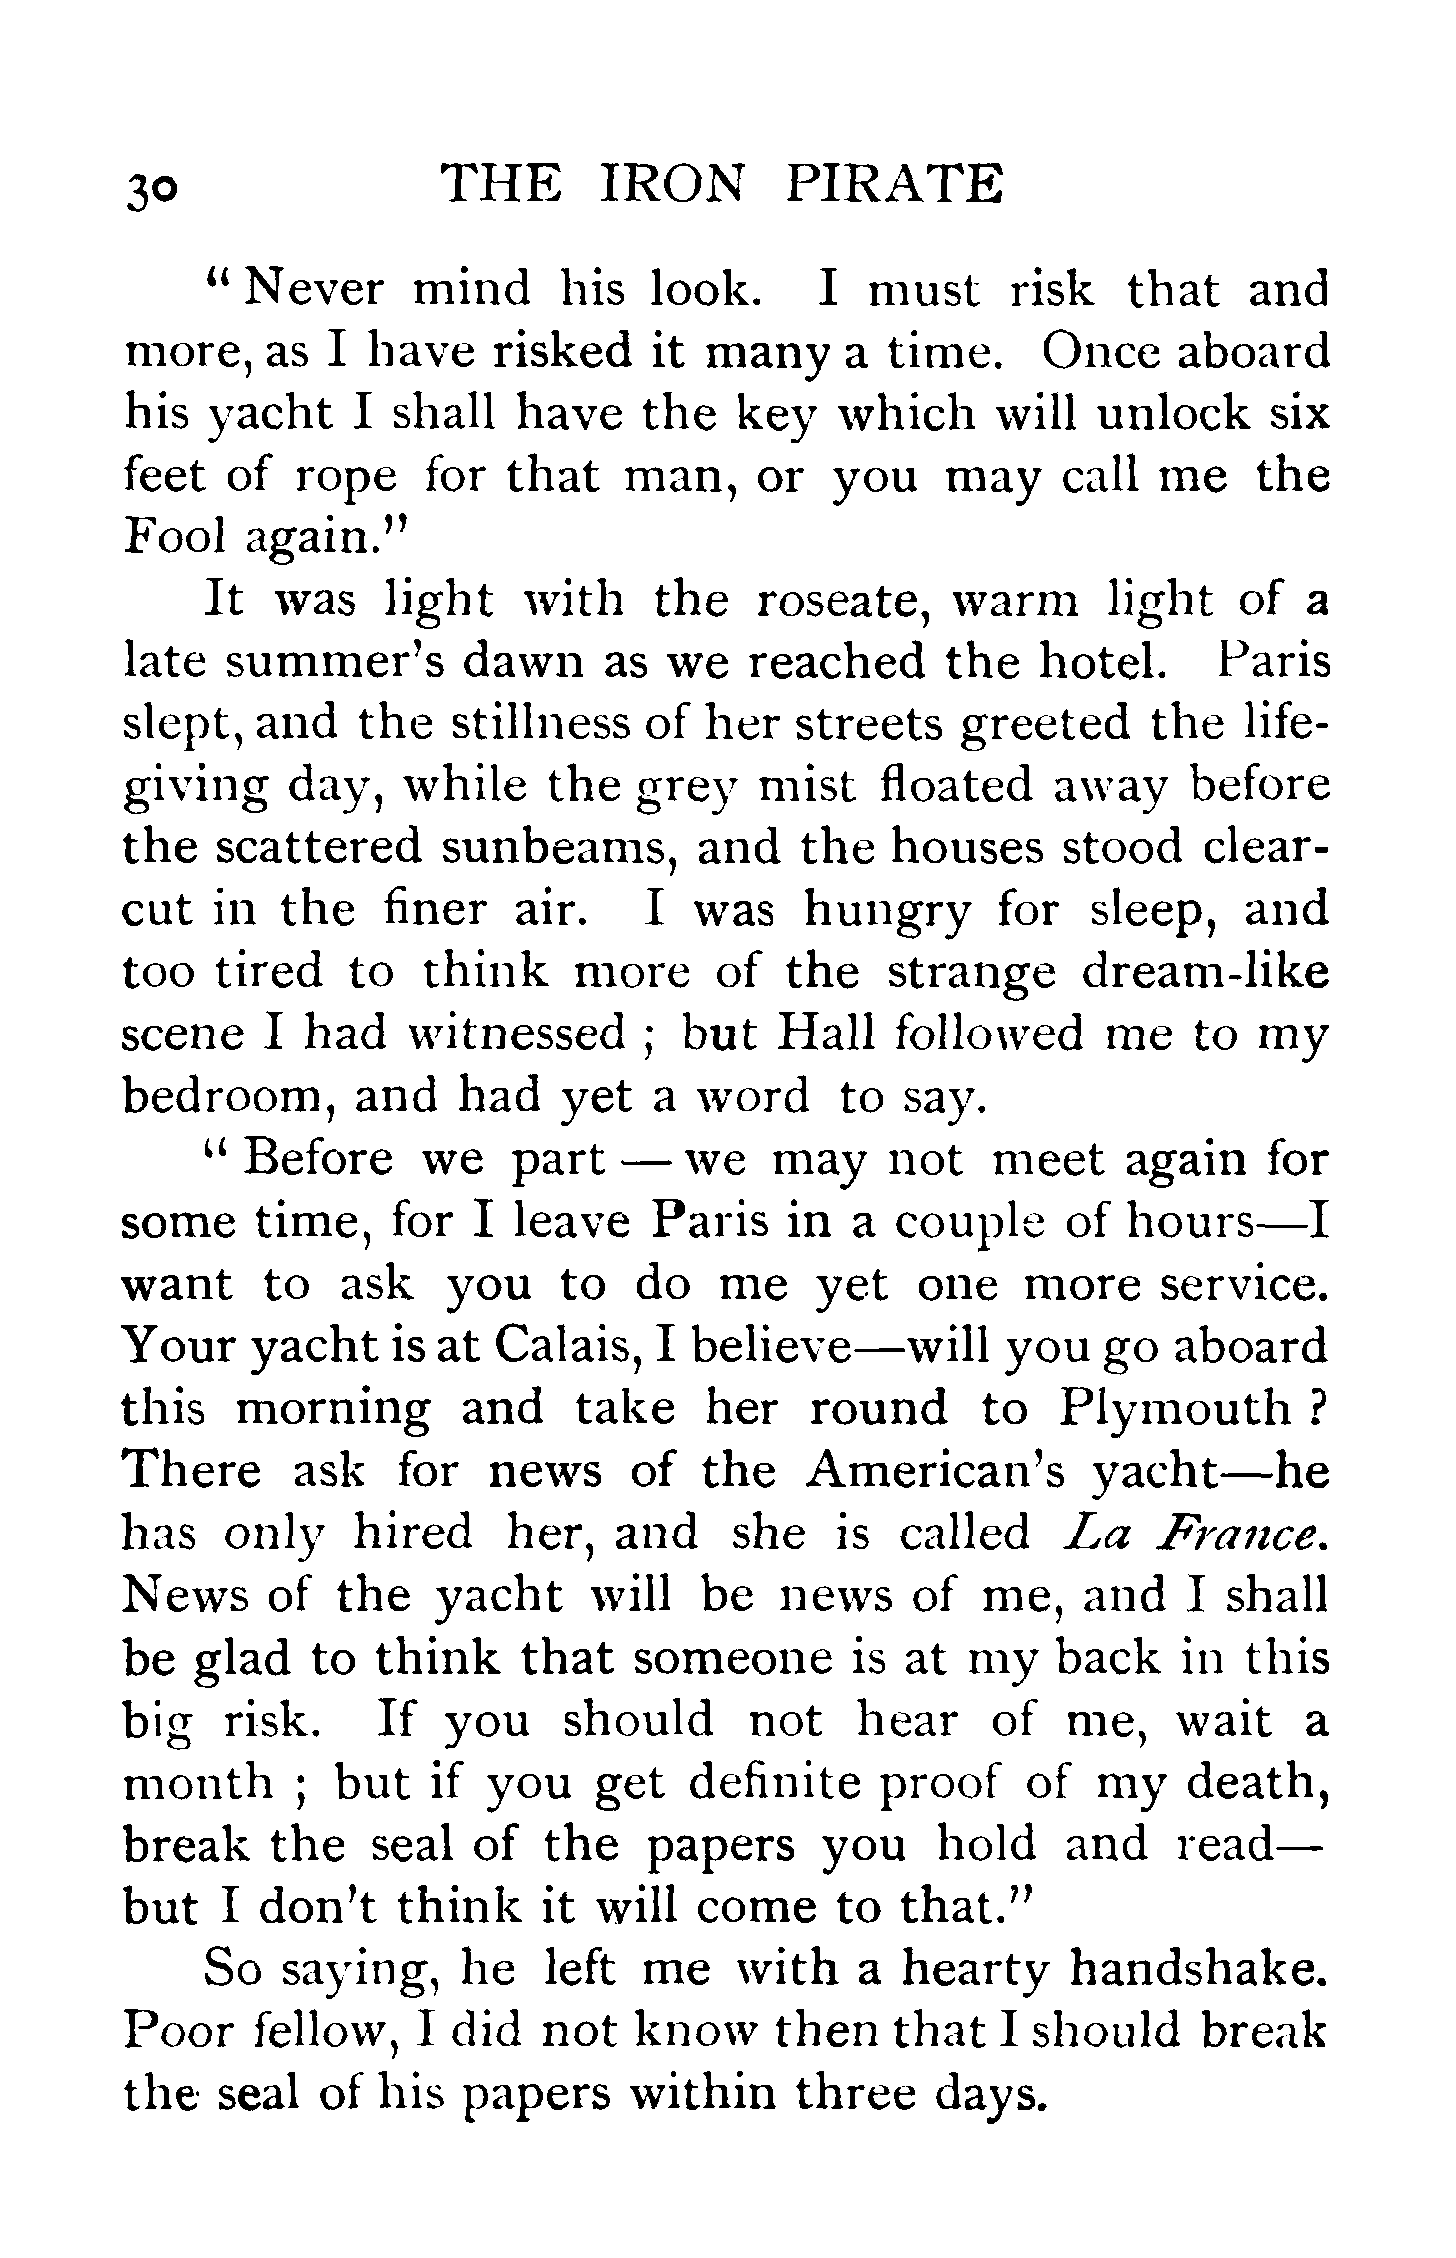 30 THE IRON PIRATE
“Never mind his look. I must risk that and
more, as I have risked it many a time. Once aboard
his yacht I shall have the key which will unlock six
feet of rope for that man, or you may call me the
Fool again.”
It was light with the roseate, warm light of a
late summer's dawn as we reached the hotel. Paris
slept, and the stillness of her streets greeted the life-
giving day, while the grey mist floated away before
the scattered sunbeams, and the houses stood clear-
cut in the finer air. I was hungry for sleep, and
too tired to think more of the strange dream-like
scene I had witnessed ; but Hall followed me to my
bedroom, and had yet a word to say.
“Before we part — we may not meet again for
some time, for I leave Paris in a couple of hours—I
want to ask you to do me yet one more service.
Your yacht is at Calais, I believe—will you go aboard
this morning and take her round to Plymouth ?
There ask for news of the American's yacht—he
has only hired her, and she is called La France.
News of the yacht will be news of me, and I shall
be glad to think that someone is at my back in this
big risk. If you should not hear of me, wait a
month ; but if you get definite proof of my death,
break the seal of the papers you hold and read—
but I don't think it will come to that.”
So saying, he left me with a hearty handshake.
Poor fellow, I did not know then that I should break
the seal of his papers within three days.